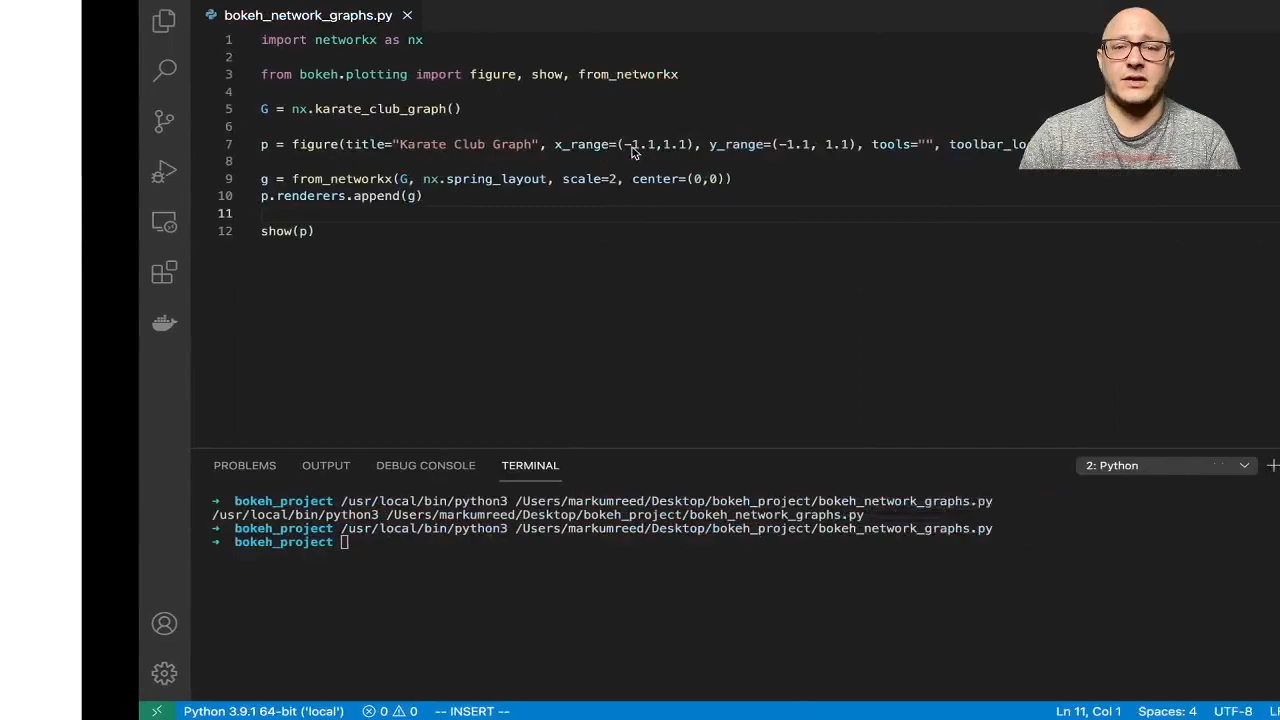 bokeh_network_graphs.py
1 import networkx as nx
2
3 from bokeh.plotting import figure, show, from_networkx
4
5 G = nx.karate_club_graph()
6
7 p = figure(title="Karate Club Graph", x_range=(-1.1,1.1), y_range=(-1.1, 1.1), tools="", toolbar_lo
8
9 g = from_networkx(G, nx.spring_layout, scale=2, center=(0,0))
10 p.renderers.append(g)
11
12 show(p)
PROBLEMS OUTPUT DEBUG CONSOLE TERMINAL 2: Python
→ bokeh_project /usr/local/bin/python3 /Users/markumreed/Desktop/bokeh_project/bokeh_network_graphs.py
/usr/local/bin/python3 /Users/markumreed/Desktop/bokeh_project/bokeh_network_graphs.py
→ bokeh_project /usr/local/bin/python3 /Users/markumreed/Desktop/bokeh_project/bokeh_network_graphs.py
→ bokeh_project
Python 3.9.1 64-bit ('local') 0 0 -- INSERT -- Ln 11, Col 1 Spaces: 4 UTF-8